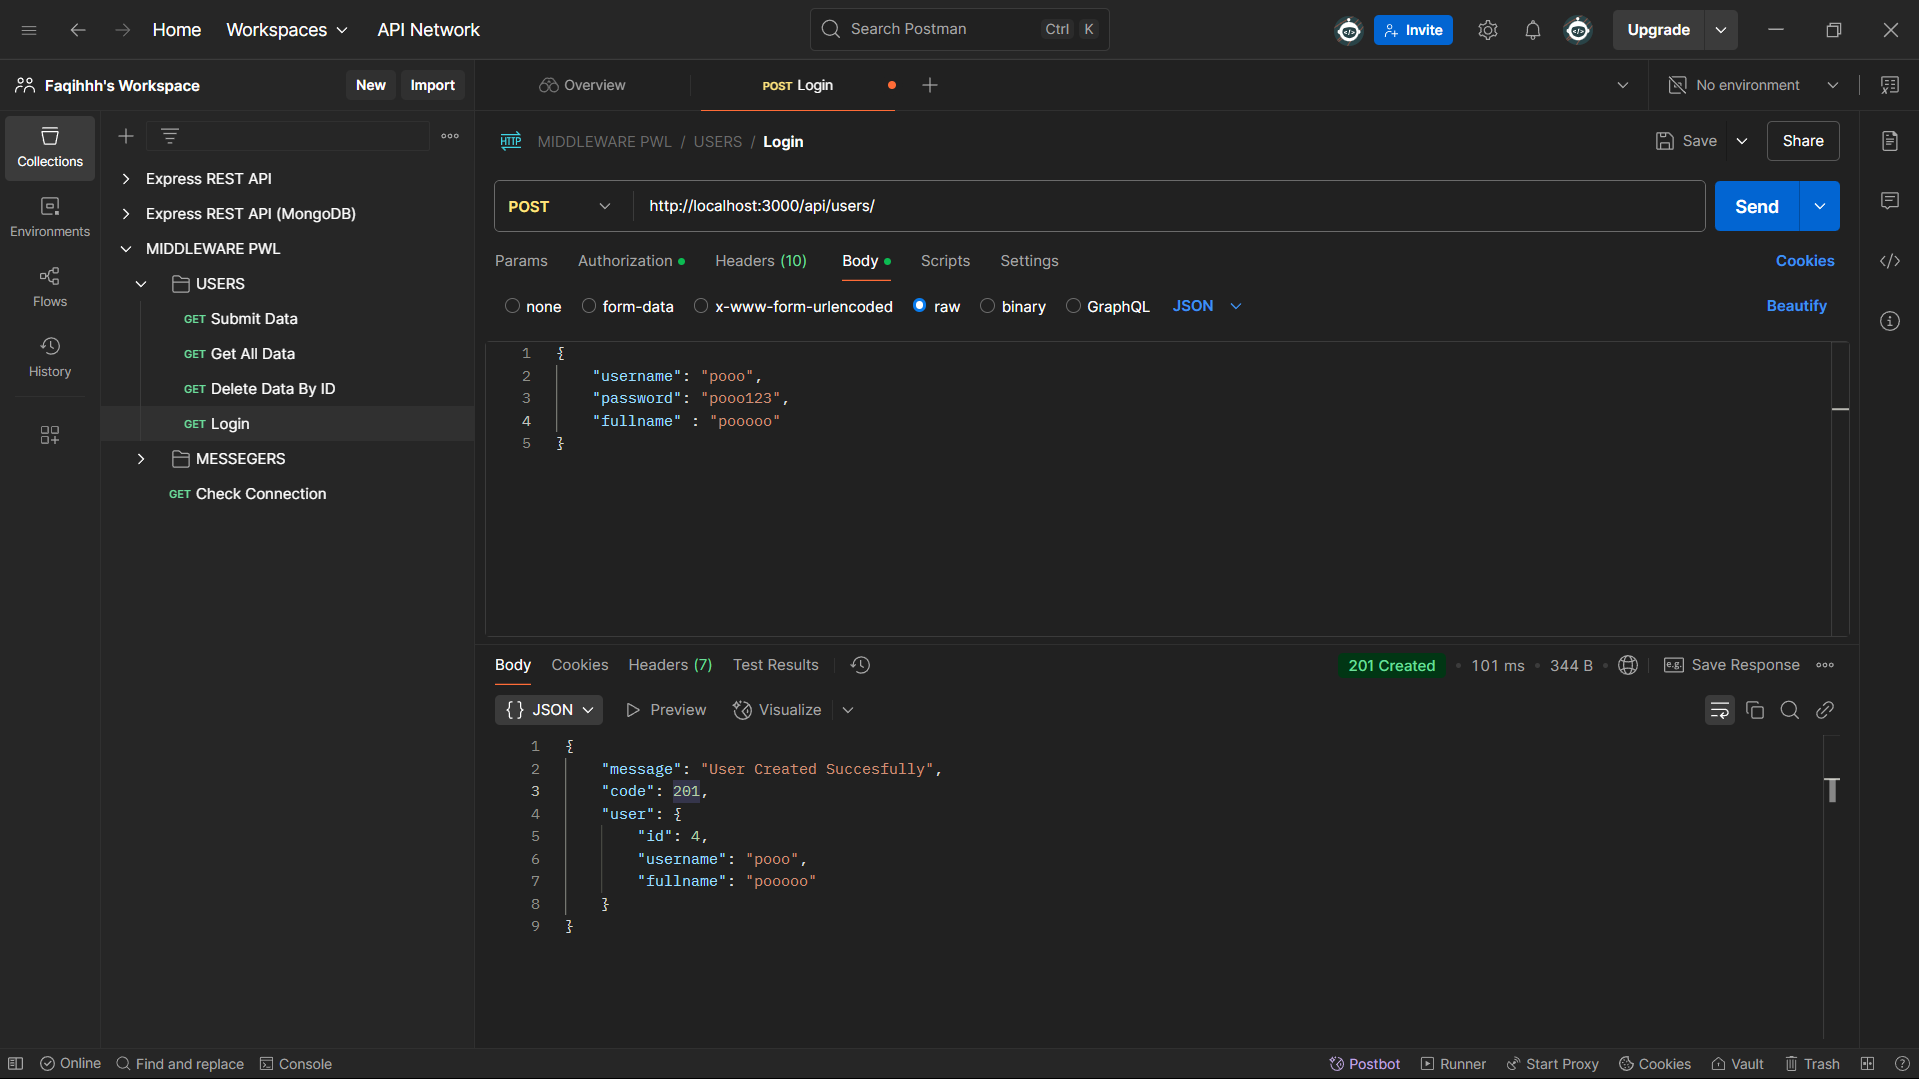 Home Workspaces API Network Search Postman Ctrl K Invite Upgrade
Faqihhh's Workspace New Import Overview POST Login No environment
Collections
Environments
Flows
History
Express REST API
Express REST API (MongoDB)
MIDDLEWARE PWL
USERS
GET Submit Data
GET Get All Data
GET Delete Data By ID
GET Login
MESSEGERS
GET Check Connection
HTTP MIDDLEWARE PWL / USERS / Login Save Share
POST http://localhost:3000/api/users/ Send
Params Authorization Headers (10) Body Scripts Settings Cookies
none form-data x-www-form-urlencoded raw binary GraphQL JSON Beautify
1 {
2 "username": "pooo",
3 "password": "pooo123",
4 "fullname" : "pooooo"
5 }
Body Cookies Headers (7) Test Results 201 Created 101 ms 344 B e.g. Save Response
{} JSON Preview Visualize
1 {
2 "message": "User Created Succesfully",
3 "code": 201,
4 "user": {
5 "id": 4,
6 "username": "pooo",
7 "fullname": "pooooo"
8 }
9 }
Online Find and replace Console Postbot Runner Start Proxy Cookies Vault Trash